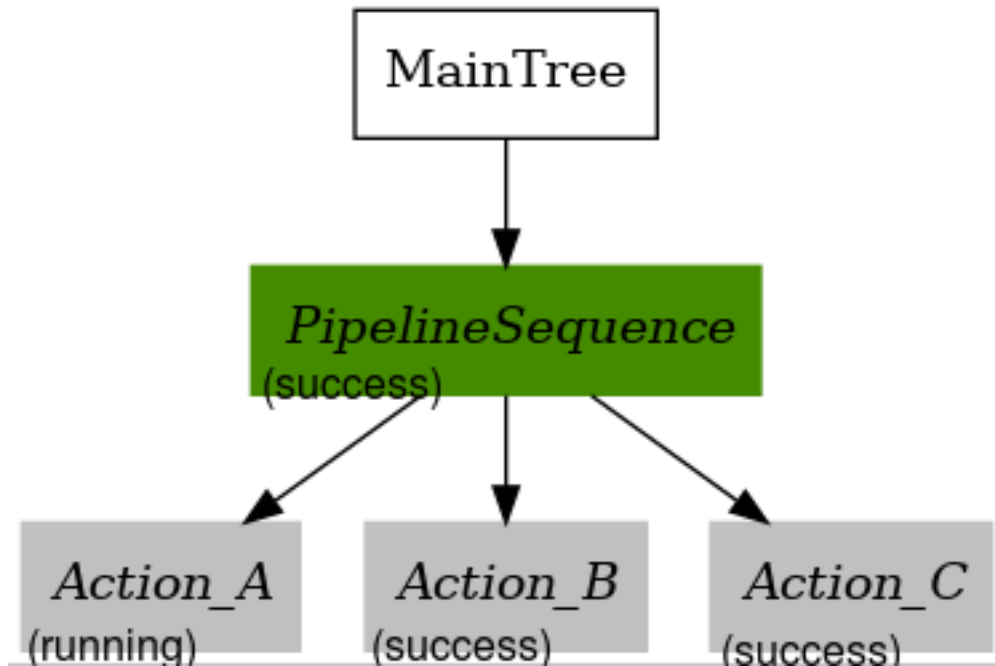 MainTree
PipelineSequence
(success)
Action_A
(running)
Action_B
(success)
Action_C
(success)